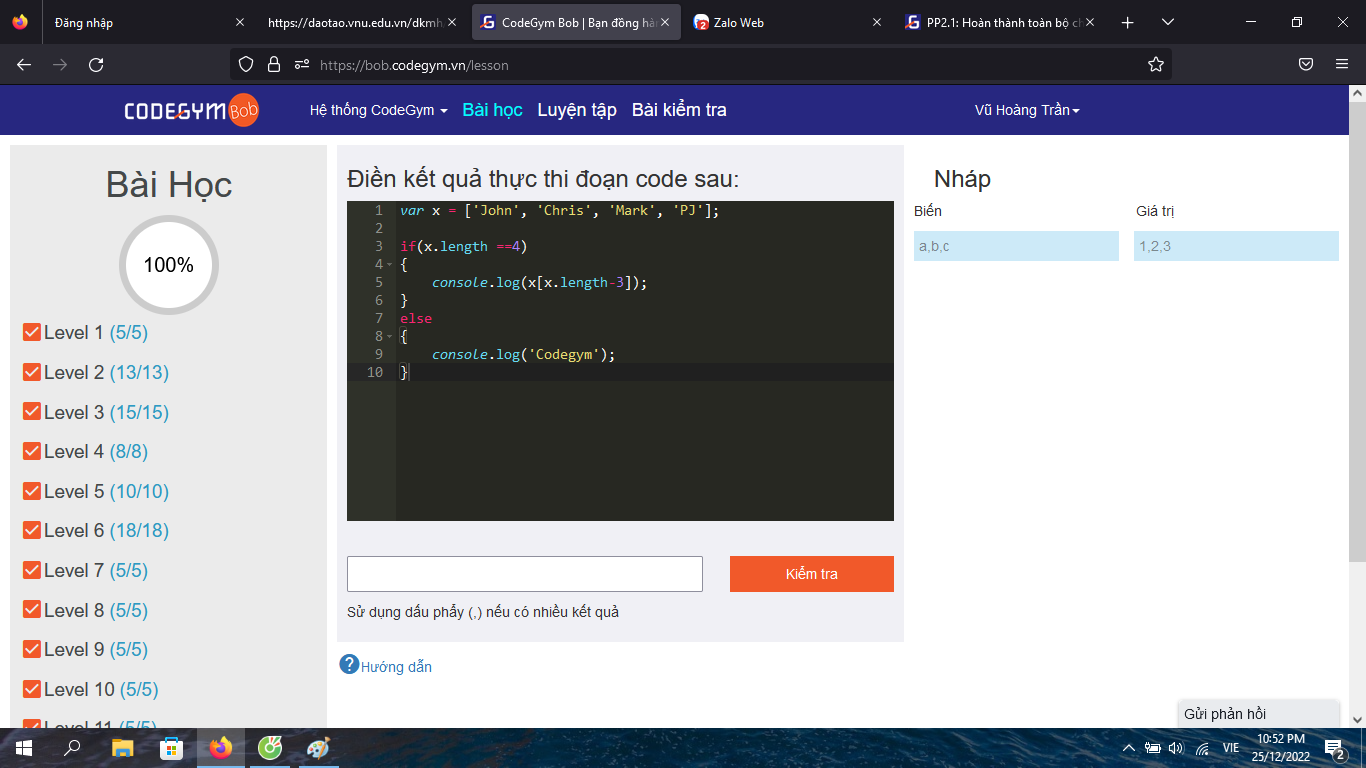 Đăng nhập
https://daotao.vnu.edu.vn/dkmh
CodeGym Bob | Bạn đồng hàn
Zalo Web
PP2.1: Hoàn thành toàn bộ ch
https://bob.codegym.vn/lesson
CODEGYM Bob
Hệ thống CodeGym
Bài học
Luyện tập
Bài kiểm tra
Vũ Hoàng Trần
Bài Học
100%
Level 1 (5/5)
Level 2 (13/13)
Level 3 (15/15)
Level 4 (8/8)
Level 5 (10/10)
Level 6 (18/18)
Level 7 (5/5)
Level 8 (5/5)
Level 9 (5/5)
Level 10 (5/5)
Level 11 (5/5)
Điền kết quả thực thi đoạn code sau:
1 var x = ['John', 'Chris', 'Mark', 'PJ'];
2
3 if(x.length ==4)
4 {
5 console.log(x[x.length-3]);
6 }
7 else
8 {
9 console.log('Codegym');
10 }
Kiểm tra
Sử dụng dấu phẩy (,) nếu có nhiều kết quả
?Hướng dẫn
Nháp
Biến
Giá trị
a,b,c
1,2,3
Gửi phản hồi
VIE
10:52 PM
25/12/2022
2